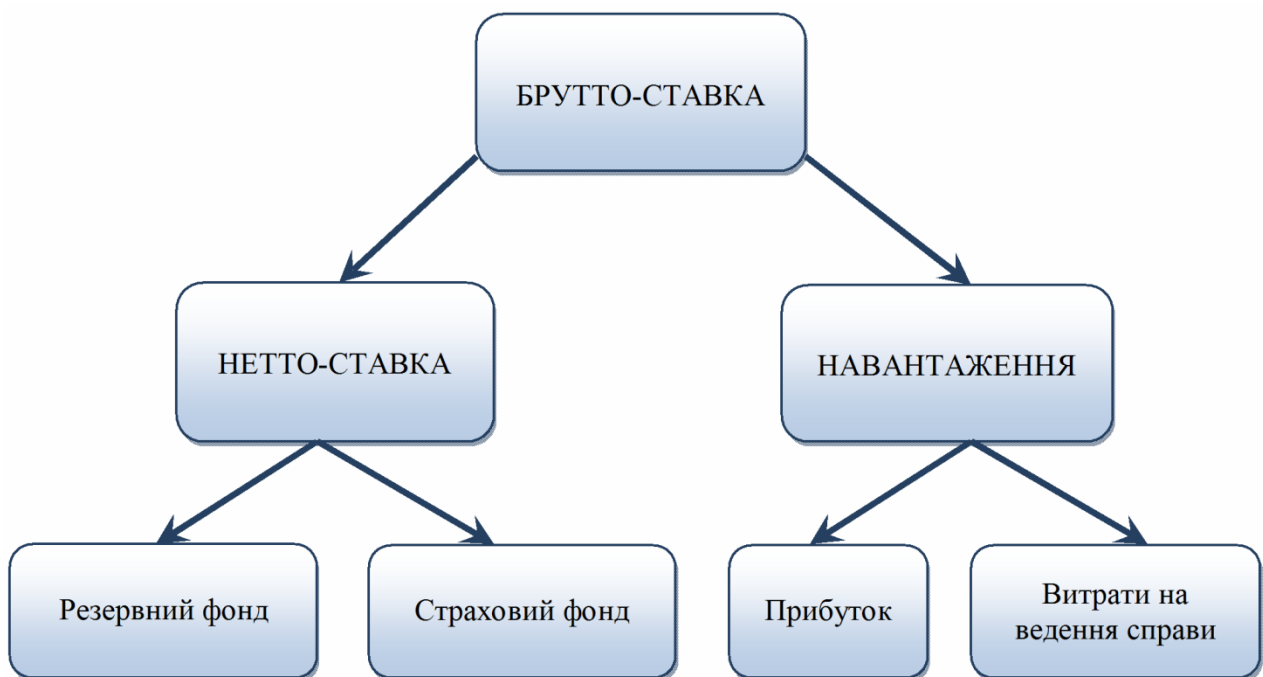 БРУТТО-СТАВКА
НЕТТО-СТАВКА
НАВАНТАЖЕННЯ
Резервний фонд
Страховий фонд
Прибуток
Витрати на
ведення справи